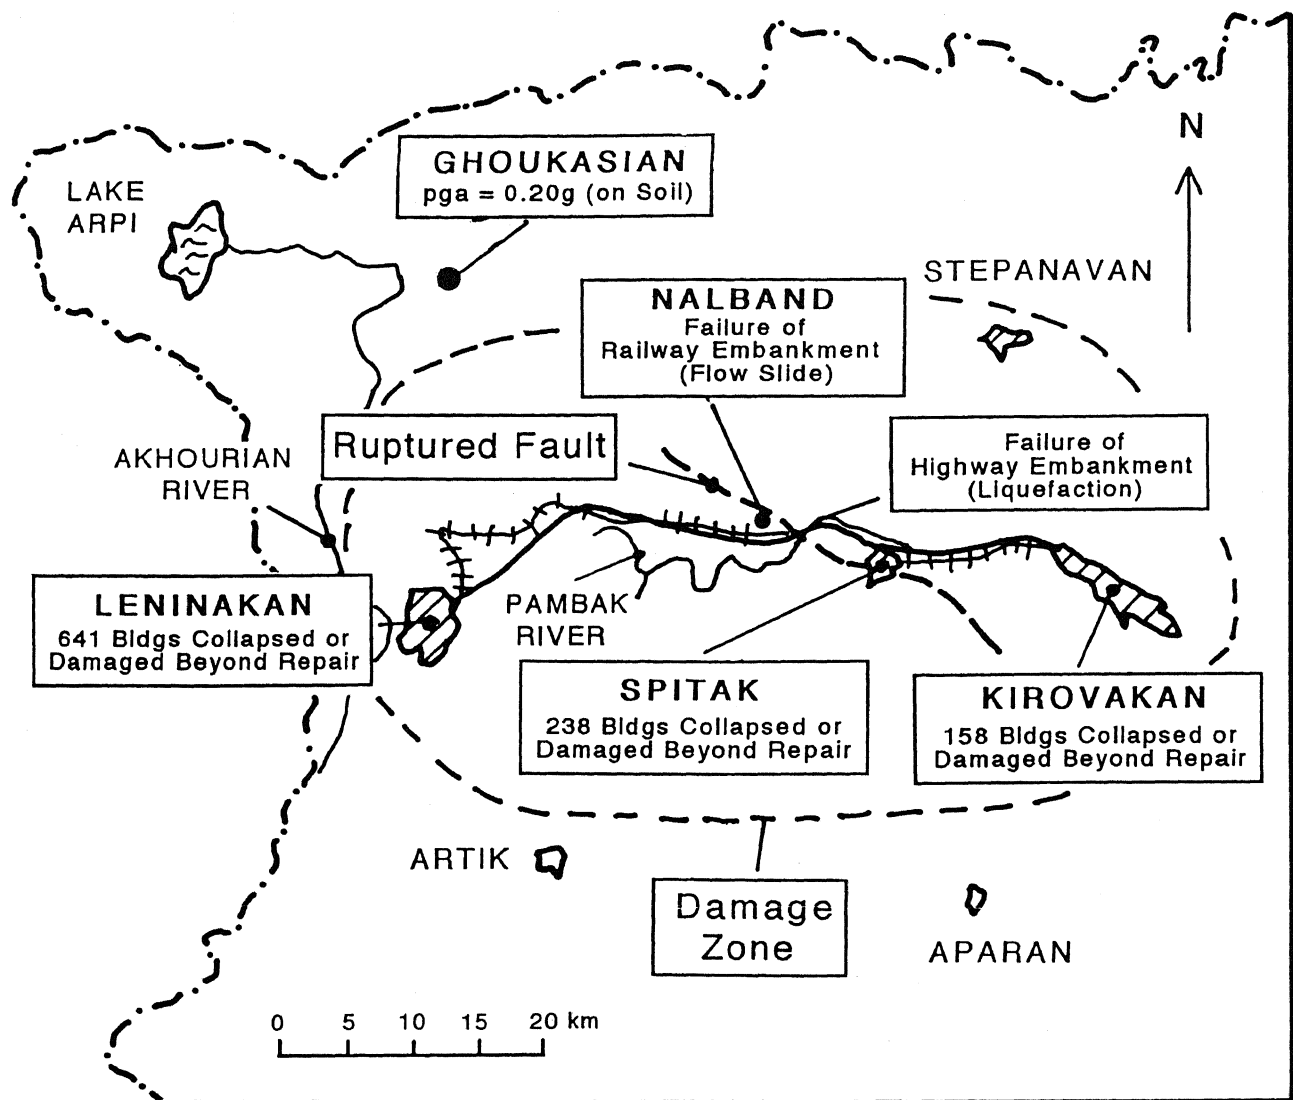 N
GHOUKASIAN
pga = 0.20g (on Soil)
LAKE
ARPI
STEPANAVAN
NALBAND
Failure of
Railway Embankment
(Flow Slide)
Ruptured Fault
Failure of
Highway Embankment
(Liquefaction)
AKHOURIAN
RIVER
LENINAKAN
641 Bldgs Collapsed or
Damaged Beyond Repair
PAMBAK
RIVER
SPITAK
238 Bldgs Collapsed or
Damaged Beyond Repair
KIROVAKAN
158 Bldgs Collapsed or
Damaged Beyond Repair
ARTIK
Damage
Zone
APARAN
0 5 10 15 20 km